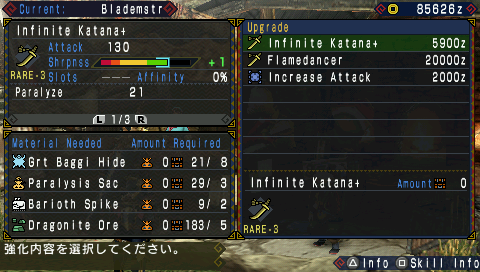 Current: Blademstr
85626z
Infinite Katana+
Attack 130
Shrpnss +1
RARE-3
Slots --- Affinity 0%
Paralyze 21
L 1/3 R
Material Needed Amount Required
Grt Baggi Hide 0 21/ 8
Paralysis Sac 0 29/ 3
Barioth Spike 0 9/ 2
Dragonite Ore 0 183/ 5
Upgrade
Infinite Katana+ 5900z
Flamedancer 20000z
Increase Attack 2000z
Infinite Katana+ Amount 0
RARE-3
強化内容を選択してください。
Info Skill Info